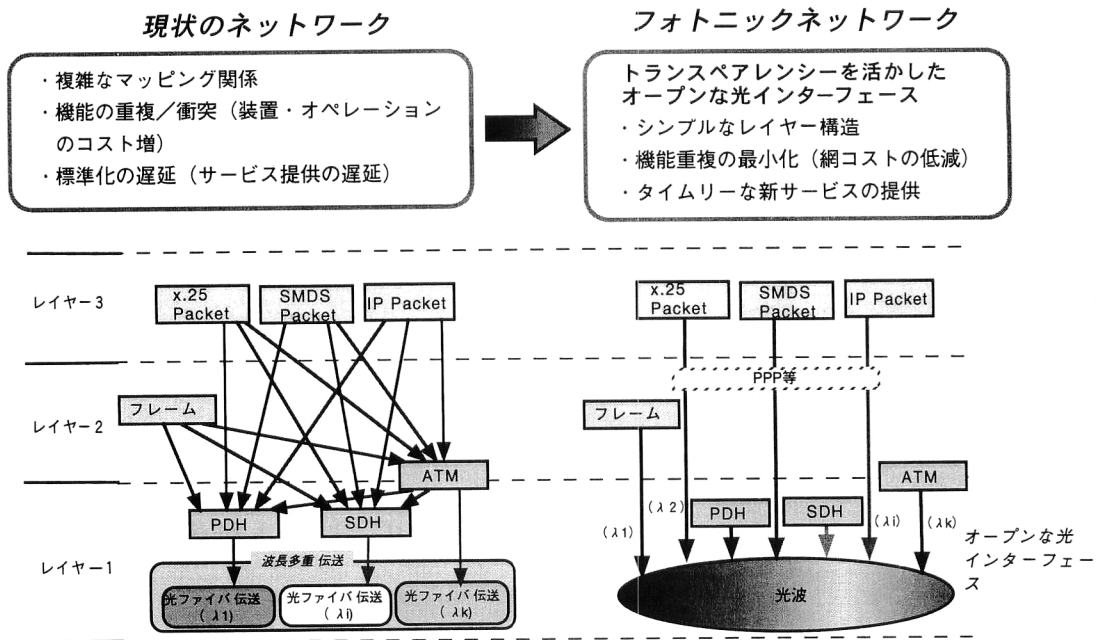 現状のネットワーク
・複雑なマッピング関係
・機能の重複／衝突（装置・オペレーション
のコスト増）
・標準化の遅延（サービス提供の遅延）
フォトニックネットワーク
トランスペアレンシーを活かした
オープンな光インターフェース
・シンプルなレイヤー構造
・機能重複の最小化（網コストの低減）
・タイムリーな新サービスの提供
レイヤー3
x.25
Packet
SMDS
Packet
IP Packet
x.25
Packet
SMDS
Packet
IP Packet
PPP等
レイヤー2
フレーム
フレーム
ATM
ATM
レイヤー1
PDH
SDH
波長多重 伝送
光ファイバ 伝送
( λ1)
光ファイバ 伝送
( λi)
光ファイバ 伝送
( λk)
(λ1)
(λ2)
PDH
SDH
(λi)
(λk)
オープンな光
インターフェー
ス
光波